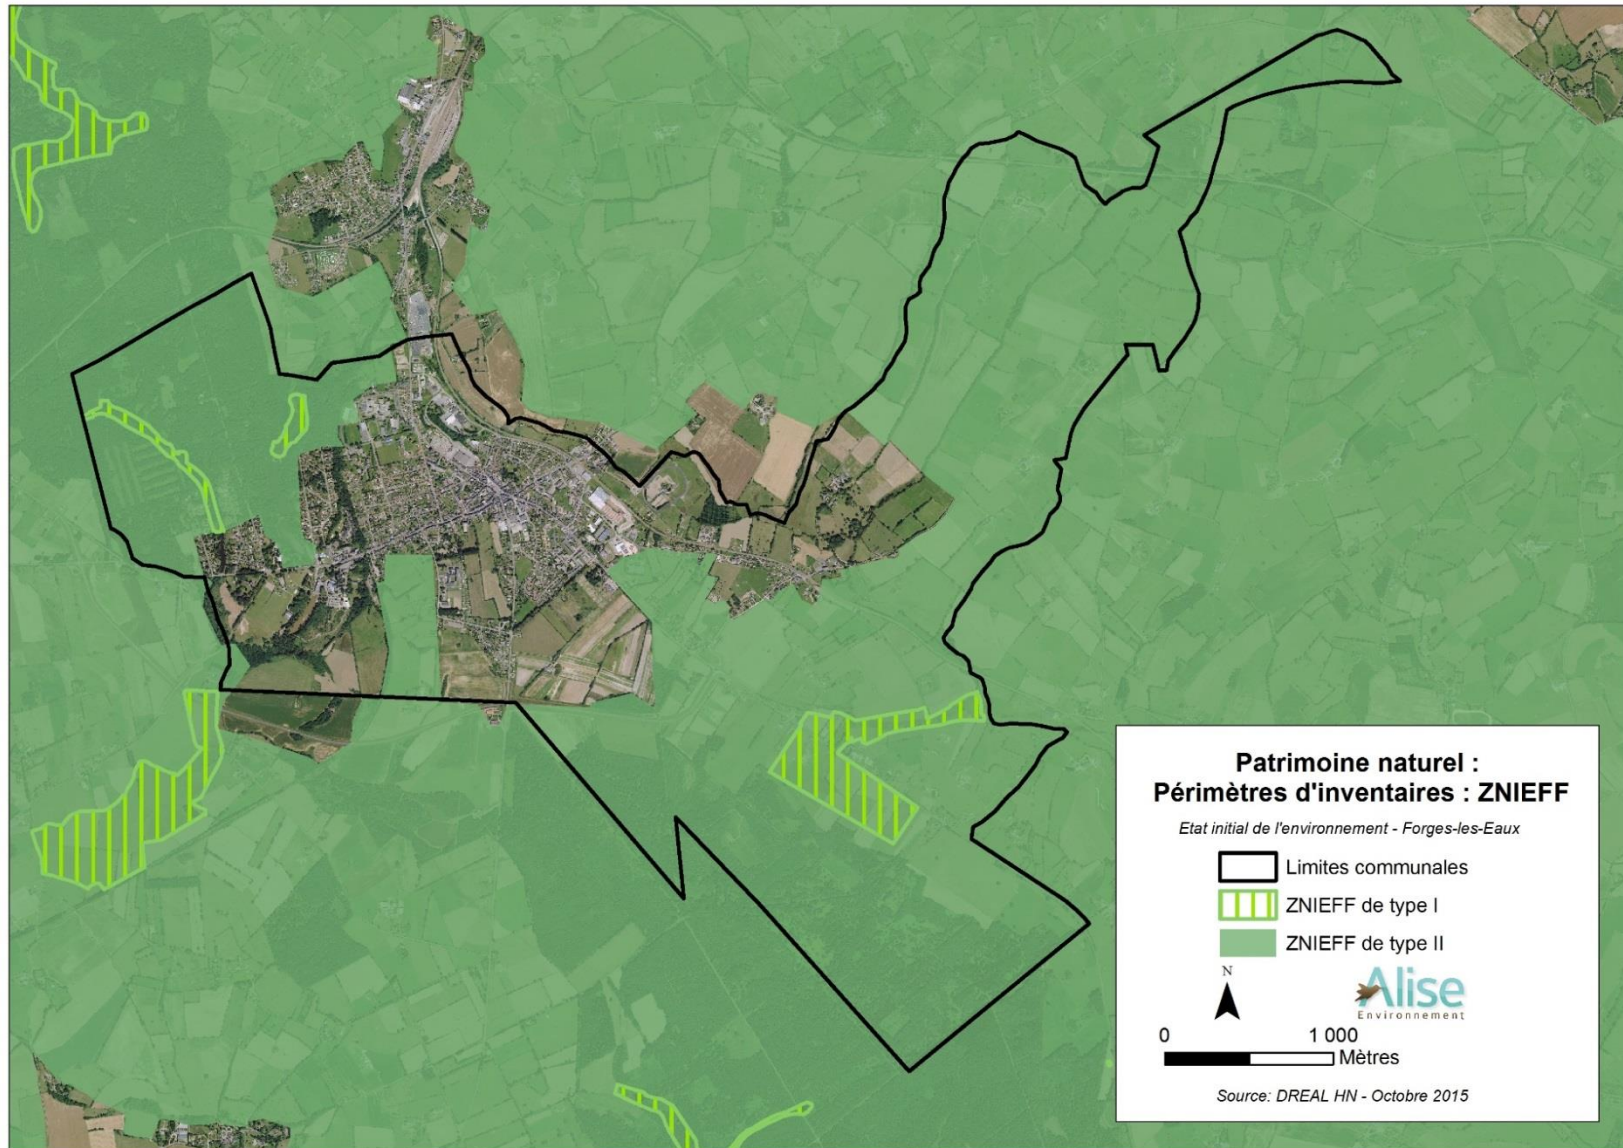 Patrimoine naturel :
Périmètres d'inventaires : ZNIEFF
Etat initial de l'environnement - Forges-les-Eaux
Limites communales
ZNIEFF de type I
ZNIEFF de type II
N
Alise
Environnement
0 1 000
Mètres
Source: DREAL HN - Octobre 2015